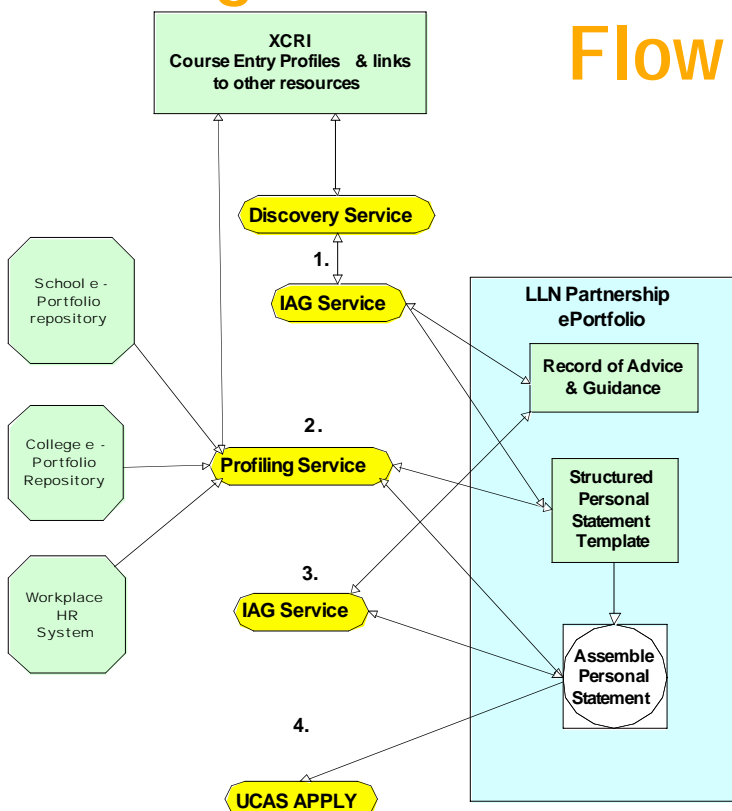 Flow
XCRI
Course Entry Profiles & links
to other resources
Discovery Service
1.
IAG Service
School e -
Portfolio
repository
LLN Partnership
ePortfolio
Record of Advice
& Guidance
2.
Profiling Service
College e -
Portfolio
Repository
Structured
Personal
Statement
Template
3.
IAG Service
Workplace
HR
System
Assemble
Personal
Statement
4.
UCAS APPLY